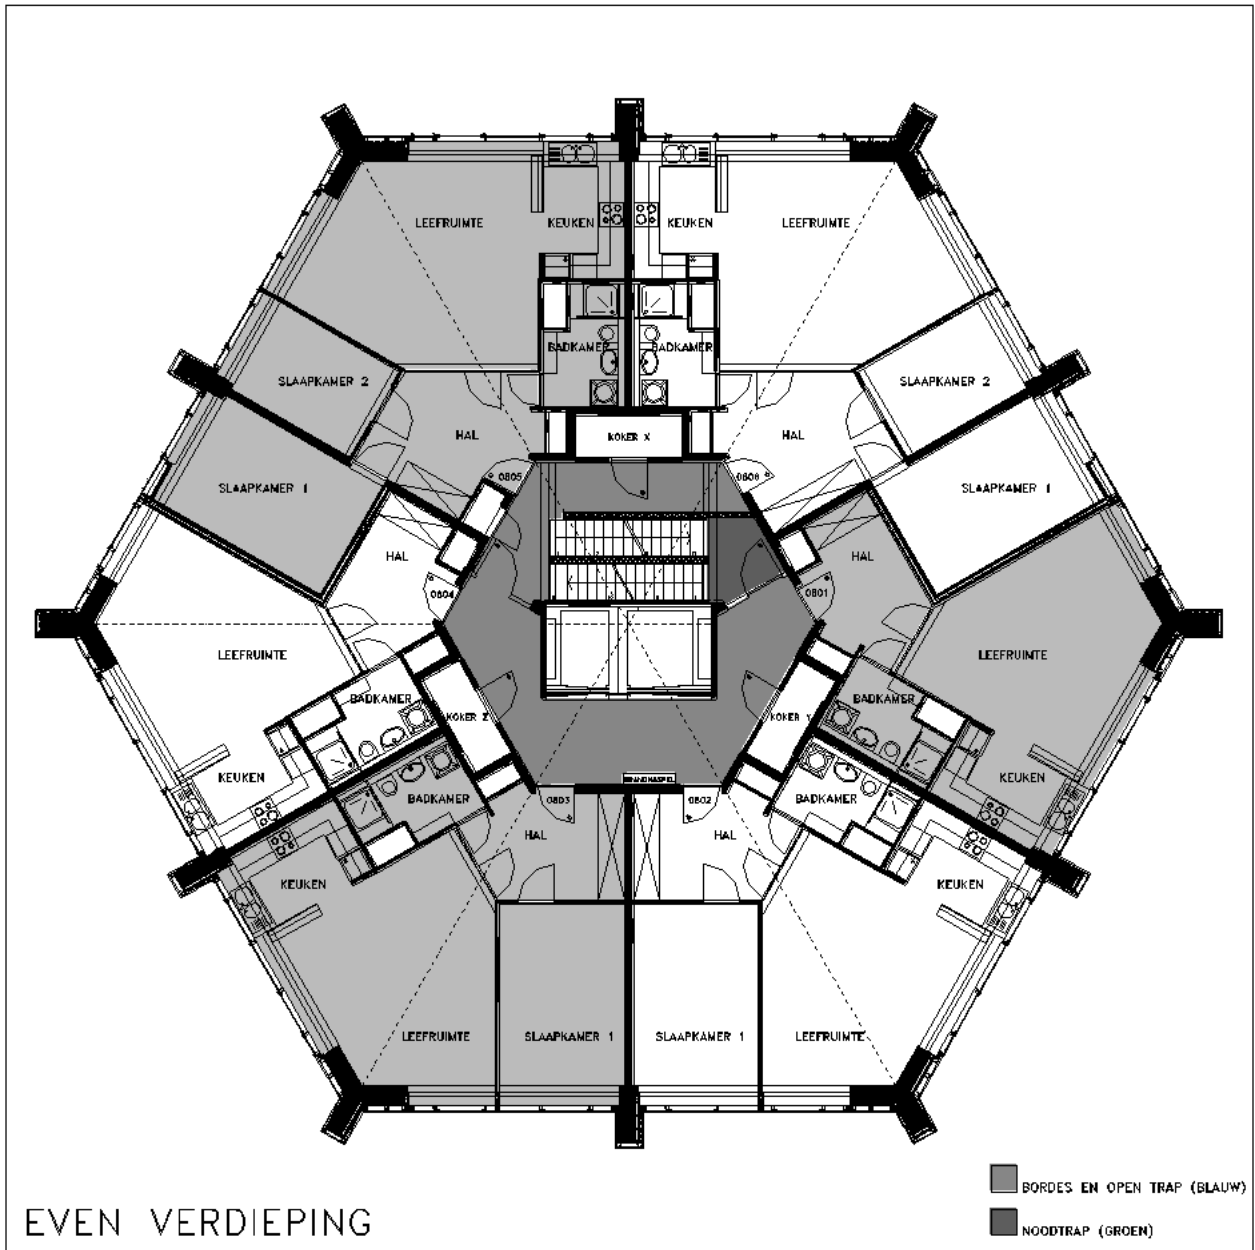 LEEFRUIMTE
KEUKEN
KEUKEN
LEEFRUIMTE
BADKAMER
BADKAMER
SLAAPKAMER 2
SLAAPKAMER 2
HAL
KOKER X
HAL
SLAAPKAMER 1
0805
0606
SLAAPKAMER 1
HAL
HAL
0804
0801
LEEFRUIMTE
LEEFRUIMTE
BADKAMER
BADKAMER
KOKER Z
KOKER Y
KEUKEN
KEUKEN
BRANDHASPEL
BADKAMER
0803
0802
BADKAMER
HAL
HAL
KEUKEN
KEUKEN
LEEFRUIMTE
SLAAPKAMER 1
SLAAPKAMER 1
LEEFRUIMTE
BORDES EN OPEN TRAP (BLAUW)
EVEN VERDIEPING
NOODTRAP (GROEN)